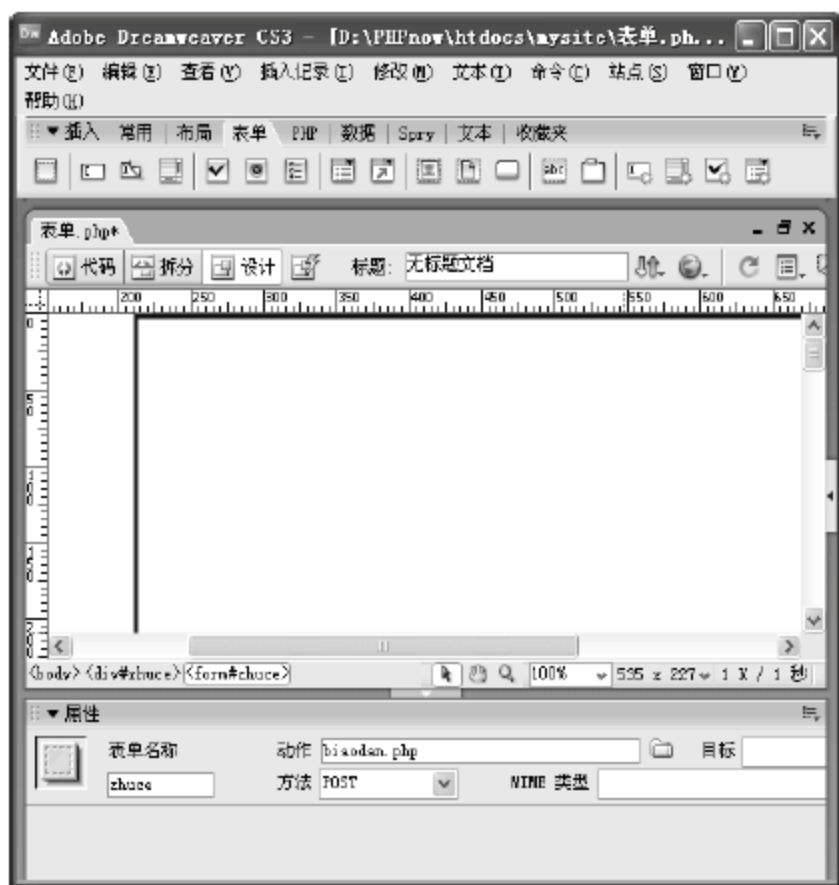 Adobe Dreamweaver CS3 - [D:\PHPnow\htdocs\mysite\表单.ph...
文件(F) 编辑(E) 查看(V) 插入记录(I) 修改(M) 文本(T) 命令(C) 站点(S) 窗口(W)
帮助(H)
▼插入 常用 布局 表单 PHP 数据 Spry 文本 收藏夹
表单.php*
代码 拆分 设计 标题: 无标题文档
200 250 300 350 400 450 500 550 600 650
0
50
100
150
200
<body> <div#zhuce> <form#zhuce> 100% 535 x 227 1 K / 1 秒
▼属性
表单名称 动作 biaodan.php 目标
zhuce 方法 POST MIME 类型